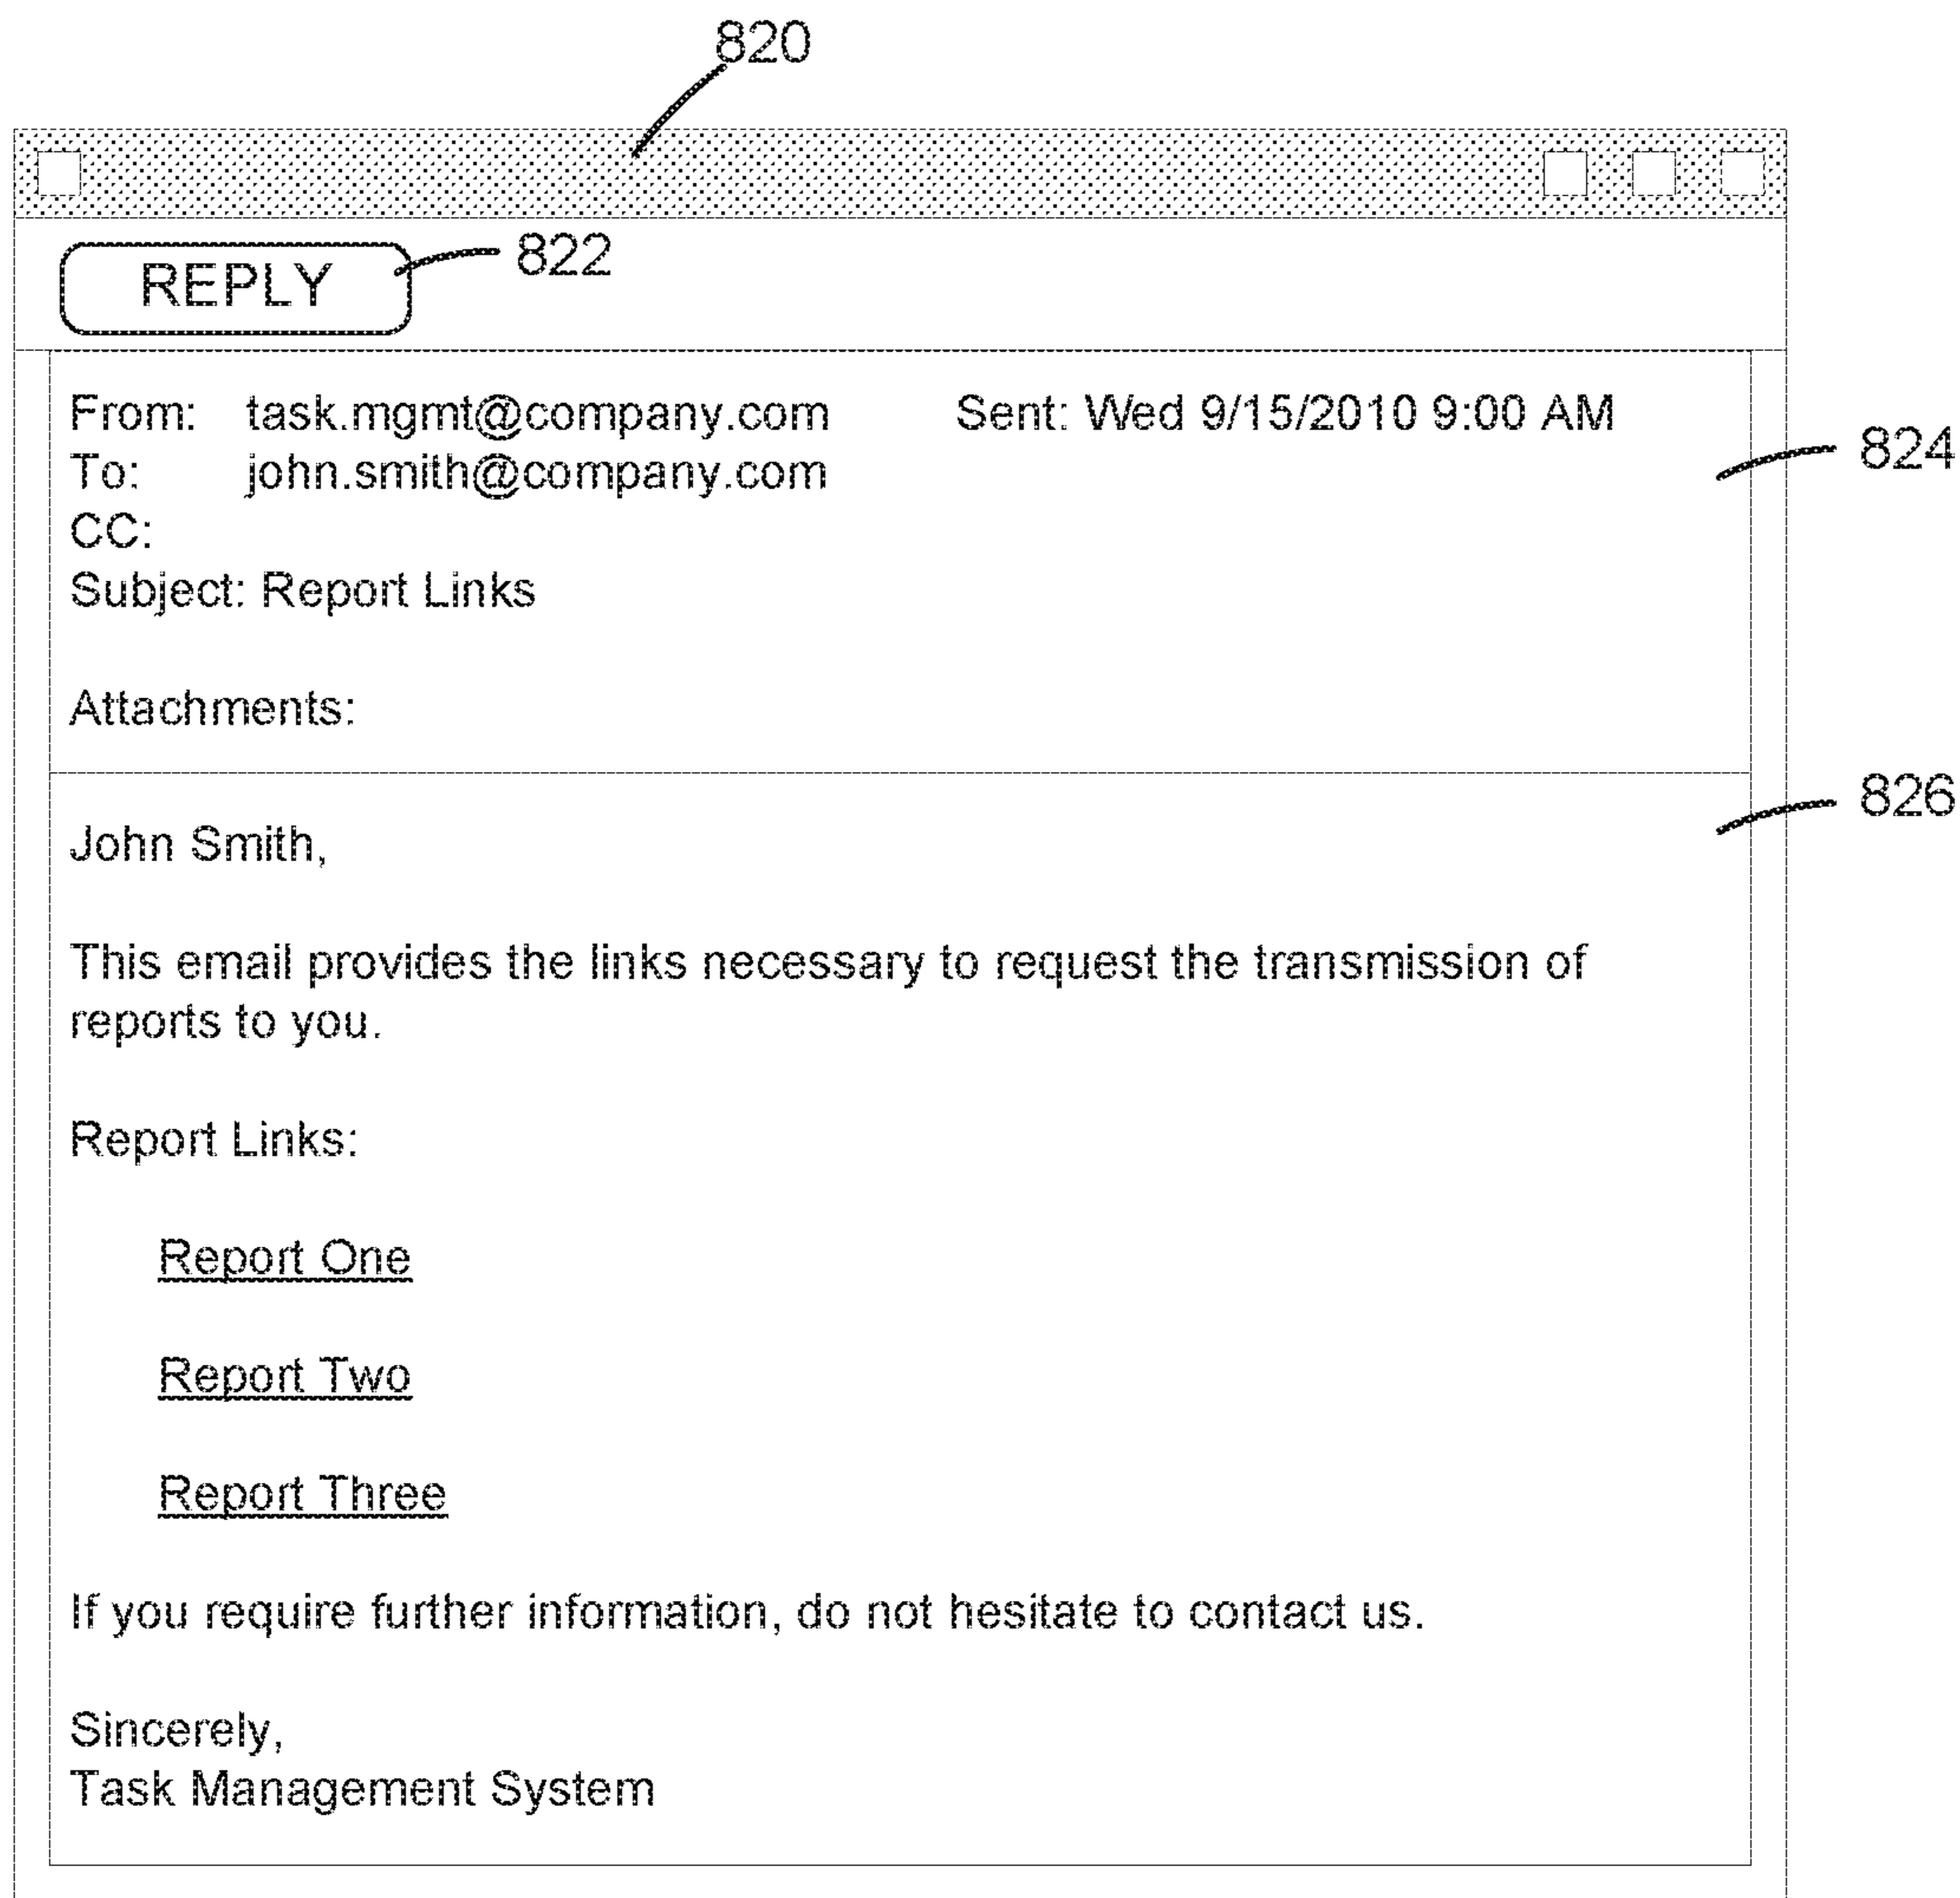 820
REPLY 822
From: task.mgmt@company.com Sent: Wed 9/15/2010 9:00 AM
824
To: john.smith@company.com
CC:
Subject: Report Links
Attachments:
826
John Smith,
This email provides the links necessary to request the transmission of
reports to you.
Report Links:
Report One
Report Two
Report Three
If you require further information, do not hesitate to contact us.
Sincerely,
Task Management System